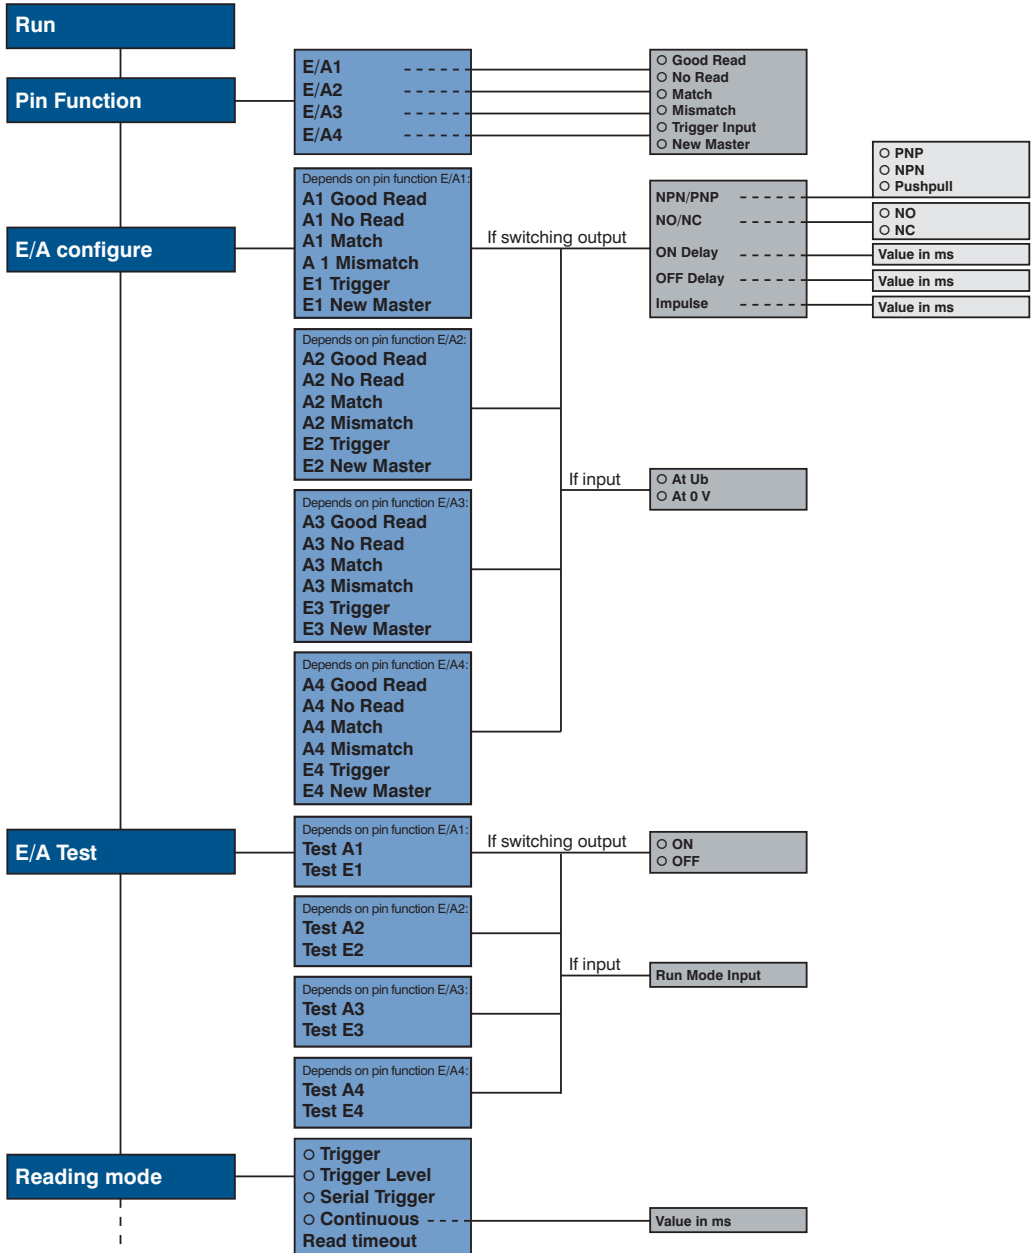 Run
Pin Function
E/A1
E/A2
E/A3
E/A4
○ Good Read
○ No Read
○ Match
○ Mismatch
○ Trigger Input
○ New Master
E/A configure
Depends on pin function E/A1:
A1 Good Read
A1 No Read
A1 Match
A 1 Mismatch
E1 Trigger
E1 New Master
If switching output
NPN/PNP
NO/NC
ON Delay
OFF Delay
Impulse
○ PNP
○ NPN
○ Pushpull
○ NO
○ NC
Value in ms
Value in ms
Value in ms
Depends on pin function E/A2:
A2 Good Read
A2 No Read
A2 Match
A2 Mismatch
E2 Trigger
E2 New Master
If input
○ At Ub
○ At 0 V
Depends on pin function E/A3:
A3 Good Read
A3 No Read
A3 Match
A3 Mismatch
E3 Trigger
E3 New Master
Depends on pin function E/A4:
A4 Good Read
A4 No Read
A4 Match
A4 Mismatch
E4 Trigger
E4 New Master
E/A Test
Depends on pin function E/A1:
Test A1
Test E1
If switching output
○ ON
○ OFF
Depends on pin function E/A2:
Test A2
Test E2
If input
Run Mode Input
Depends on pin function E/A3:
Test A3
Test E3
Depends on pin function E/A4:
Test A4
Test E4
Reading mode
○ Trigger
○ Trigger Level
○ Serial Trigger
○ Continuous
Read timeout
Value in ms